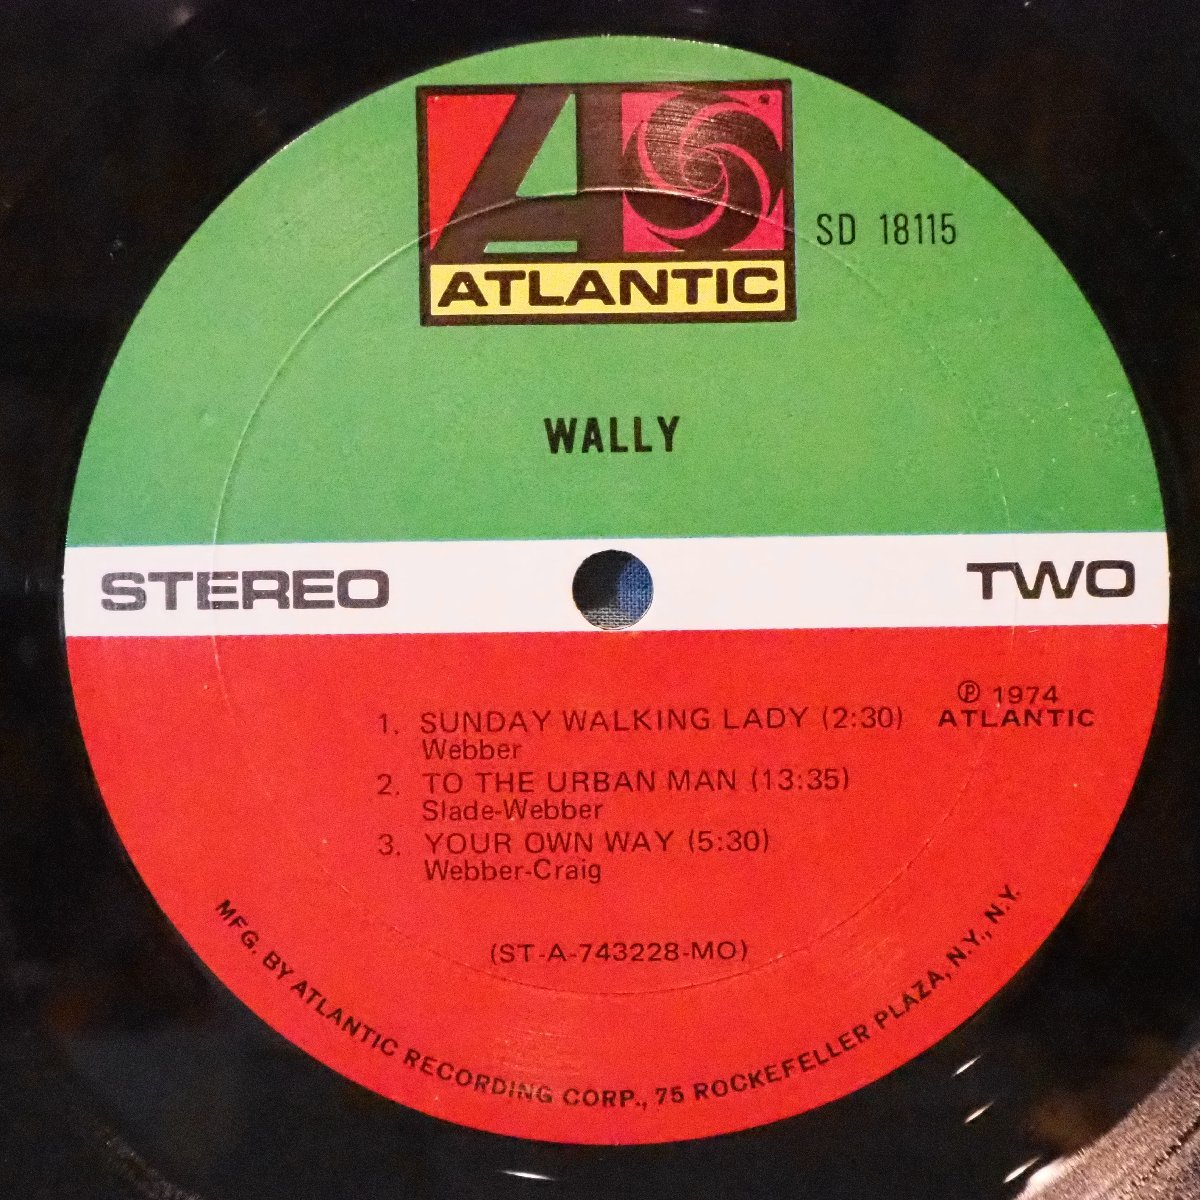 ATLANTIC
SD 18115
WALLY
STEREO
TWO
℗ 1974
ATLANTIC
1. SUNDAY WALKING LADY (2:30)
Webber
2. TO THE URBAN MAN (13:35)
Slade-Webber
3. YOUR OWN WAY (5:30)
Webber-Craig
(ST-A-743228-MO)
MFG. BY ATLANTIC RECORDING CORP., 75 ROCKEFELLER PLAZA, N.Y., N.Y.